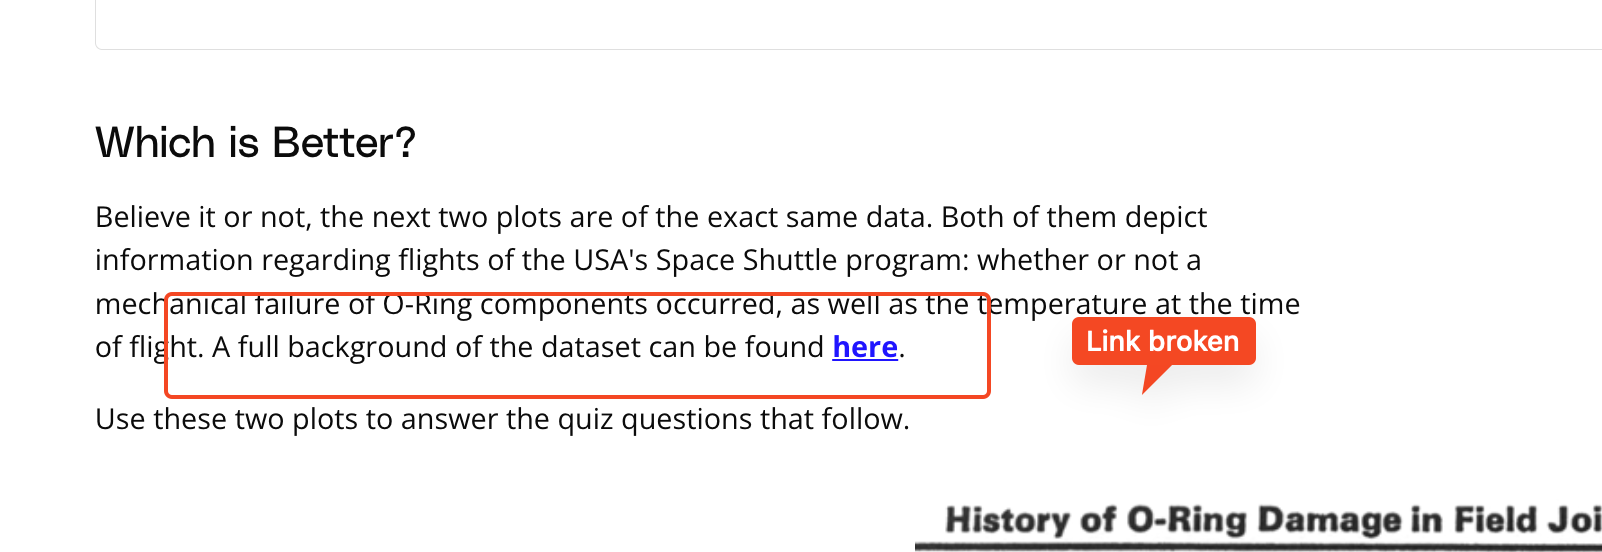 Which is Better?
Believe it or not, the next two plots are of the exact same data. Both of them depict
information regarding flights of the USA's Space Shuttle program: whether or not a
mechanical failure of O-Ring components occurred, as well as the temperature at the time
of flight. A full background of the dataset can be found here.
Link broken
Use these two plots to answer the quiz questions that follow.
History of O-Ring Damage in Field Joi